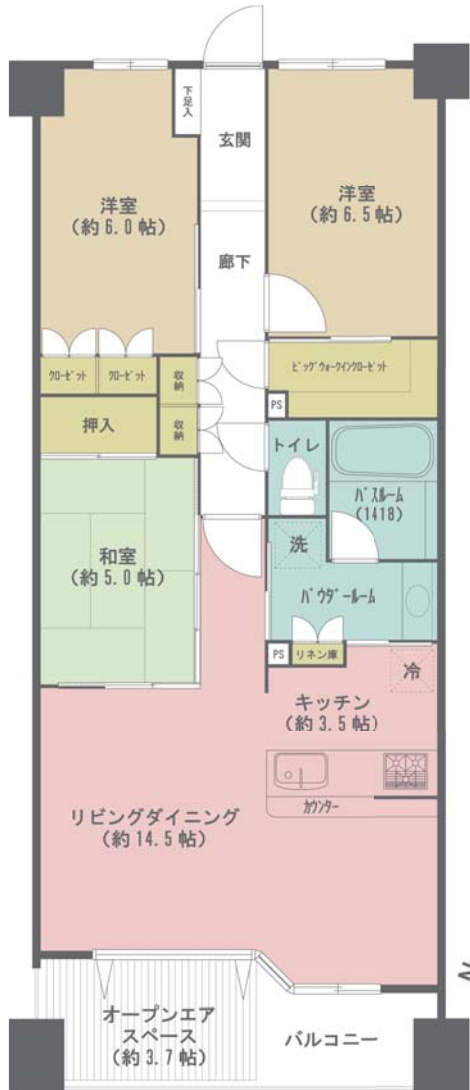 下足入
玄関
洋室
(約6.0帖)
洋室
(約6.5帖)
廊下
クローゼット
クローゼット
収納
ビッグウォークインクローゼット
PS
押入
収納
トイレ
バスルーム
(1418)
洗
和室
(約5.0帖)
パウダールーム
PS
リネン庫
冷
キッチン
(約3.5帖)
カウンター
リビングダイニング
(約14.5帖)
N
オープンエア
スペース
(約3.7帖)
バルコニー